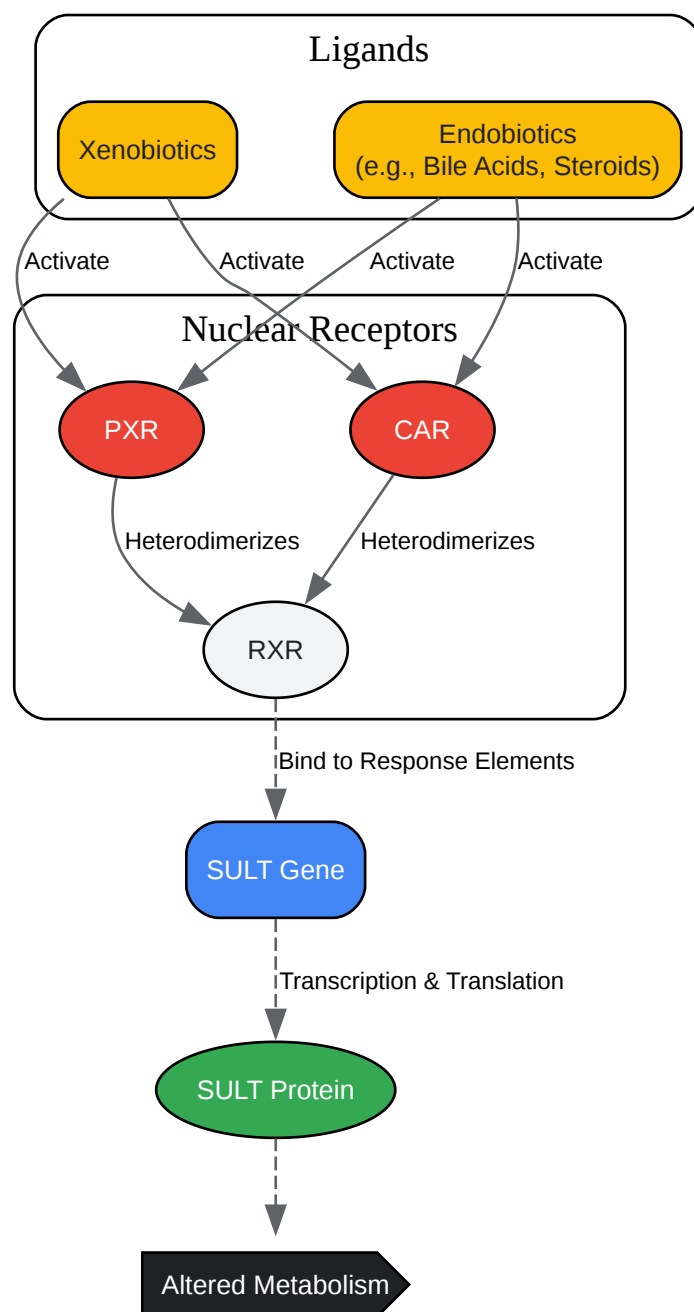 Ligands
Xenobiotics
Endobiotics
(e.g., Bile Acids, Steroids)
Activate
Activate
Activate
Activate
Nuclear Receptors
PXR
CAR
Heterodimerizes
Heterodimerizes
RXR
Bind to Response Elements
SULT Gene
Transcription & Translation
SULT Protein
Altered Metabolism